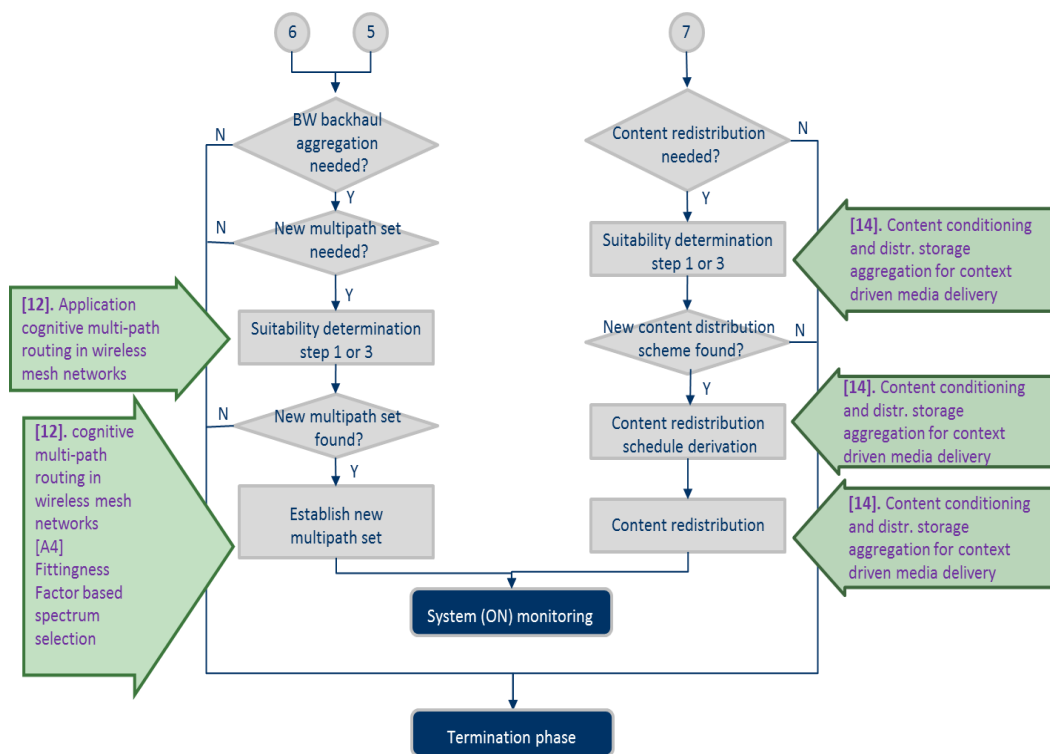 6
5
7
BW backhaul
aggregation
needed?
N
Y
New multipath set
needed?
N
Y
[12]. Application
cognitive multi-path
routing in wireless
mesh networks
Suitability determination
step 1 or 3
New multipath set
found?
N
Y
[12]. cognitive
multi-path
routing in
wireless mesh
networks
[A4]
Fittingness
Factor based
spectrum
selection
Establish new
multipath set
Content redistribution
needed?
N
Y
Suitability determination
step 1 or 3
[14]. Content conditioning
and distr. storage
aggregation for context
driven media delivery
New content distribution
scheme found?
N
Y
Content redistribution
schedule derivation
[14]. Content conditioning
and distr. storage
aggregation for context
driven media delivery
Content redistribution
[14]. Content conditioning
and distr. storage
aggregation for context
driven media delivery
System (ON) monitoring
Termination phase